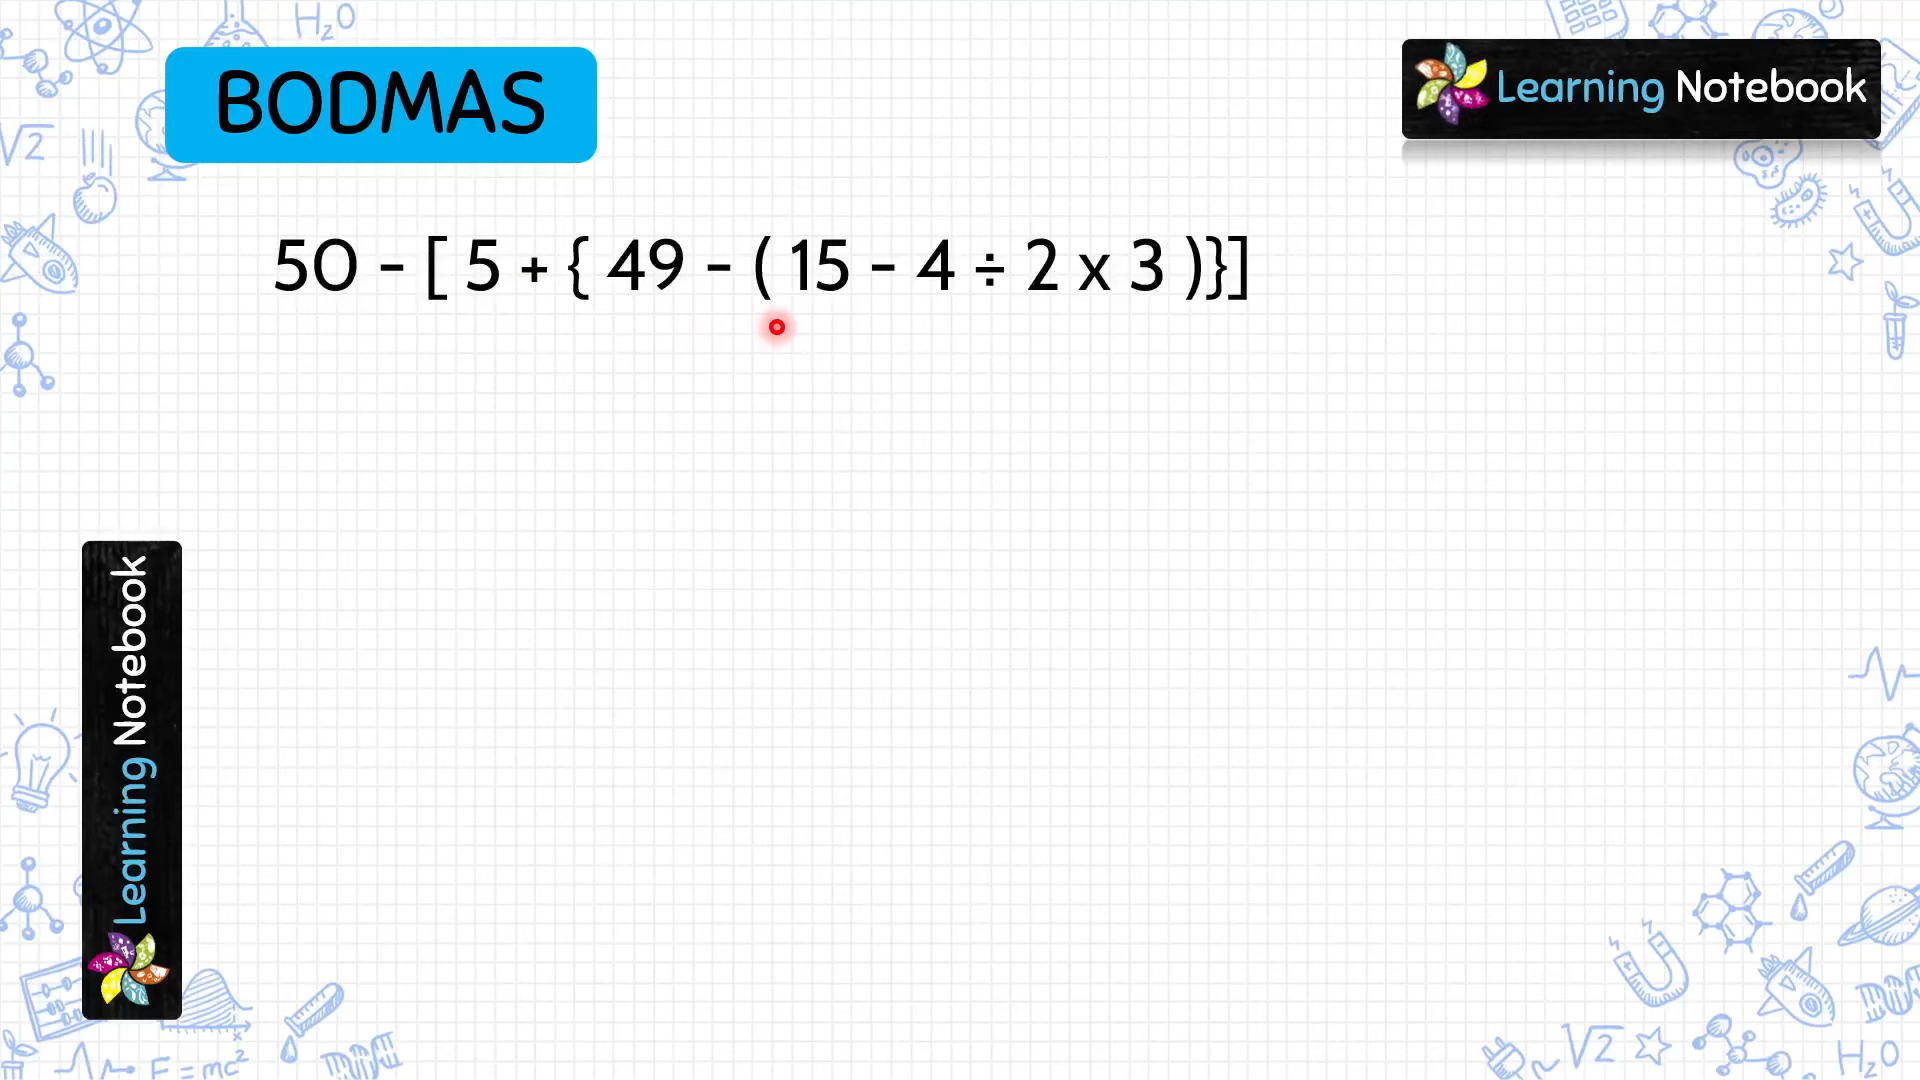 H₂O
BODMAS
Learning Notebook
√2
50 - [ 5 + { 49 - ( 15 - 4 ÷ 2 x 3 )}]
Learning Notebook
x
F = mc²
√2
H₂O